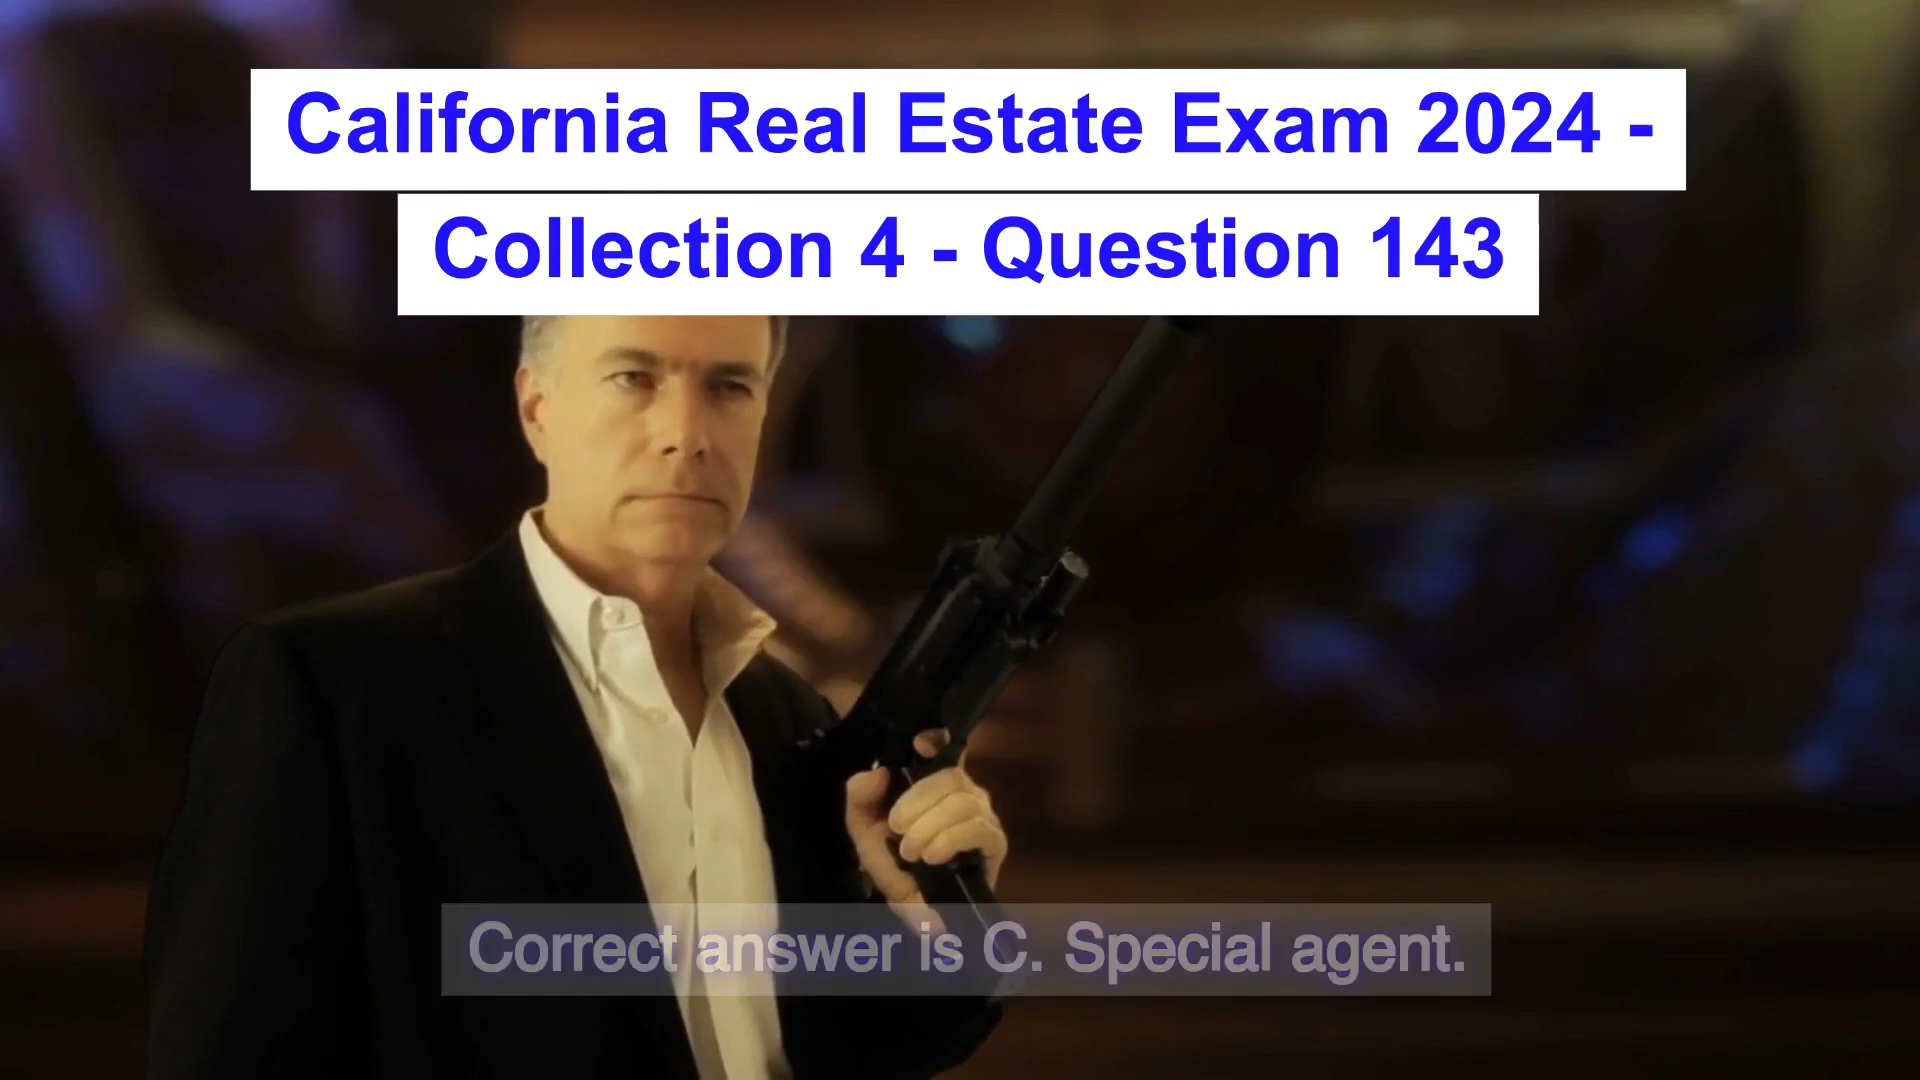 California Real Estate Exam 2024 -
Collection 4 - Question 143
Correct answer is C. Special agent.